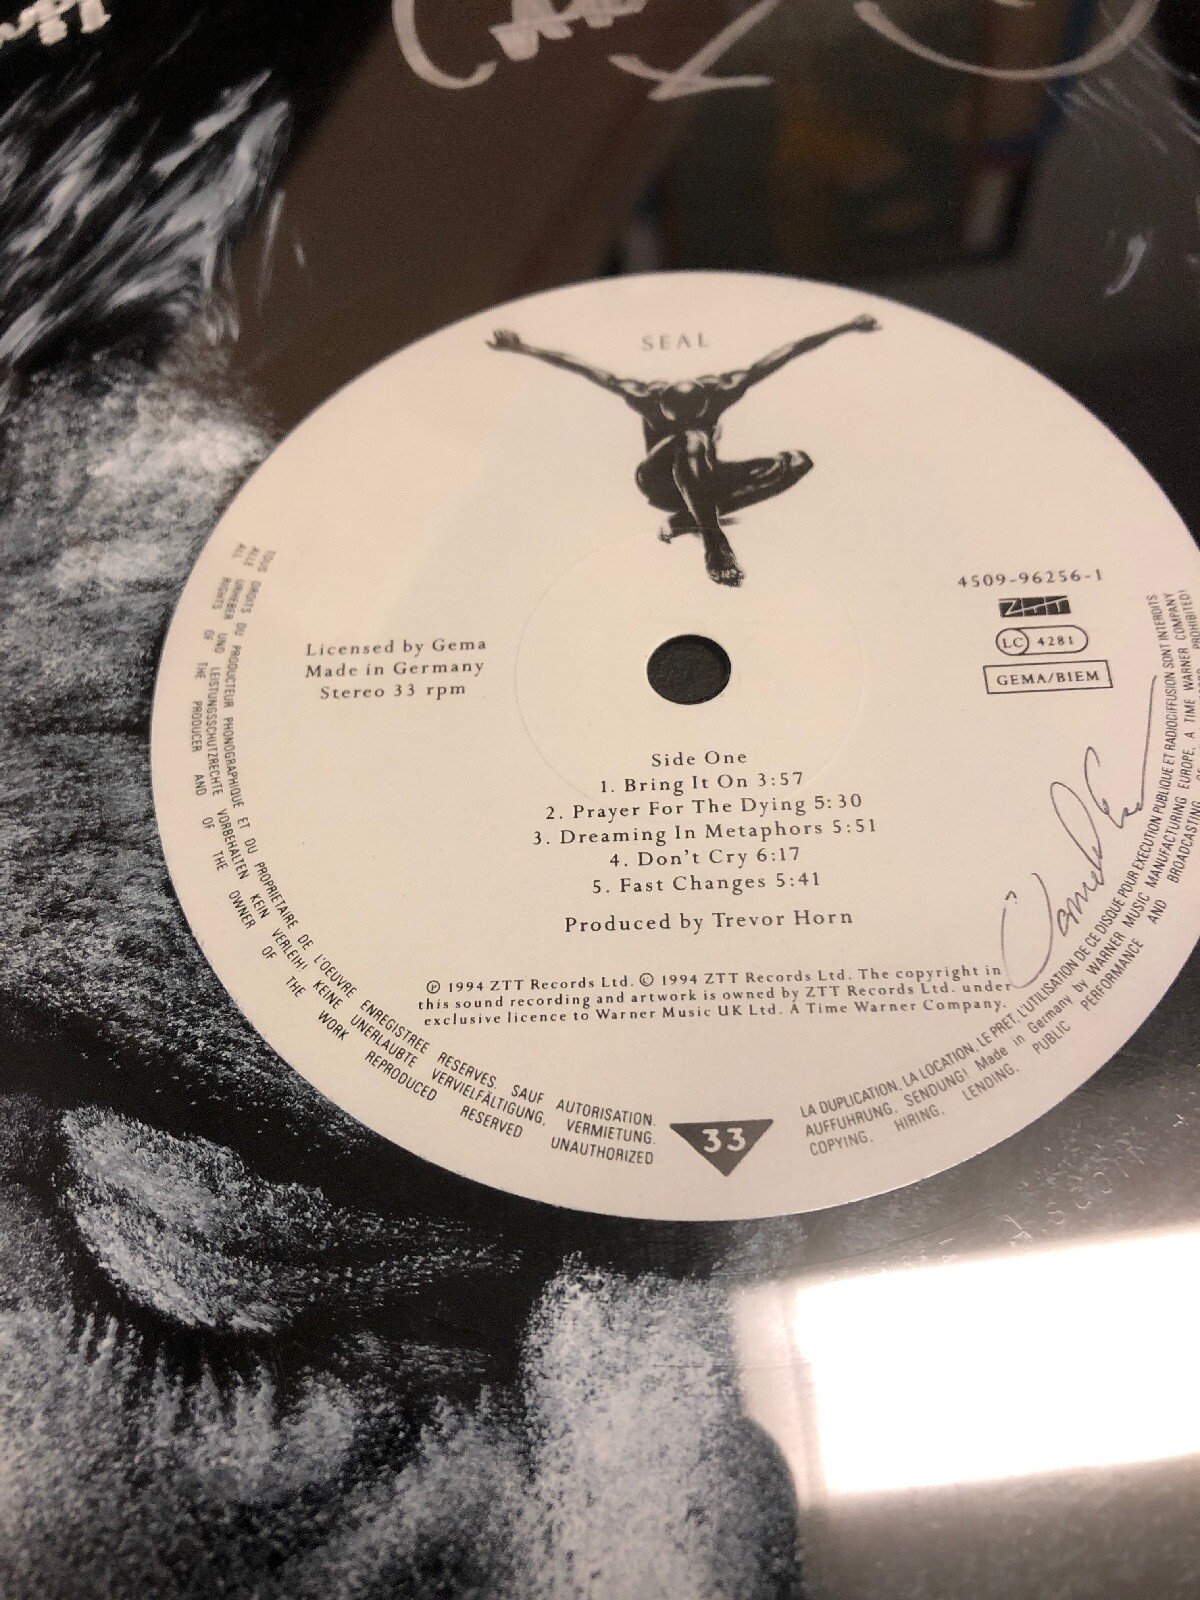 SEAL
4509-96256-1
ZTT
LC 4281
GEMA/BIEM
Licensed by Gema
Made in Germany
Stereo 33 rpm
Side One
1. Bring It On 3:57
2. Prayer For The Dying 5:30
3. Dreaming In Metaphors 5:51
4. Don't Cry 6:17
5. Fast Changes 5:41
Produced by Trevor Horn
℗ 1994 ZTT Records Ltd. © 1994 ZTT Records Ltd. The copyright in
this sound recording and artwork is owned by ZTT Records Ltd. under
exclusive licence to Warner Music UK Ltd. A Time Warner Company.
TOUS DROITS DU PRODUCTEUR PHONOGRAPHIQUE ET DU PROPRIETAIRE DE L'OEUVRE ENREGISTREE RESERVES. SAUF AUTORISATION.
ALLE URHEBER UND LEISTUNGSSCHUTZRECHTE VORBEHALTEN KEIN VERLEIH! KEINE UNERLAUBTE VERVIELFÄLTIGUNG, VERMIETUNG.
ALL RIGHTS OF THE PRODUCER AND OF THE OWNER OF THE WORK REPRODUCED RESERVED UNAUTHORIZED
33
LA DUPLICATION, LA LOCATION, LE PRET, L'UTILISATION DE CE DISQUE POUR EXECUTION PUBLIQUE ET RADIODIFFUSION SONT INTERDITS
AUFFUHRUNG, SENDUNG! Made in Germany by WARNER MUSIC MANUFACTURING EUROPE, A TIME WARNER COMPANY
COPYING, HIRING, LENDING, PUBLIC PERFORMANCE AND BROADCASTING PROHIBITED!